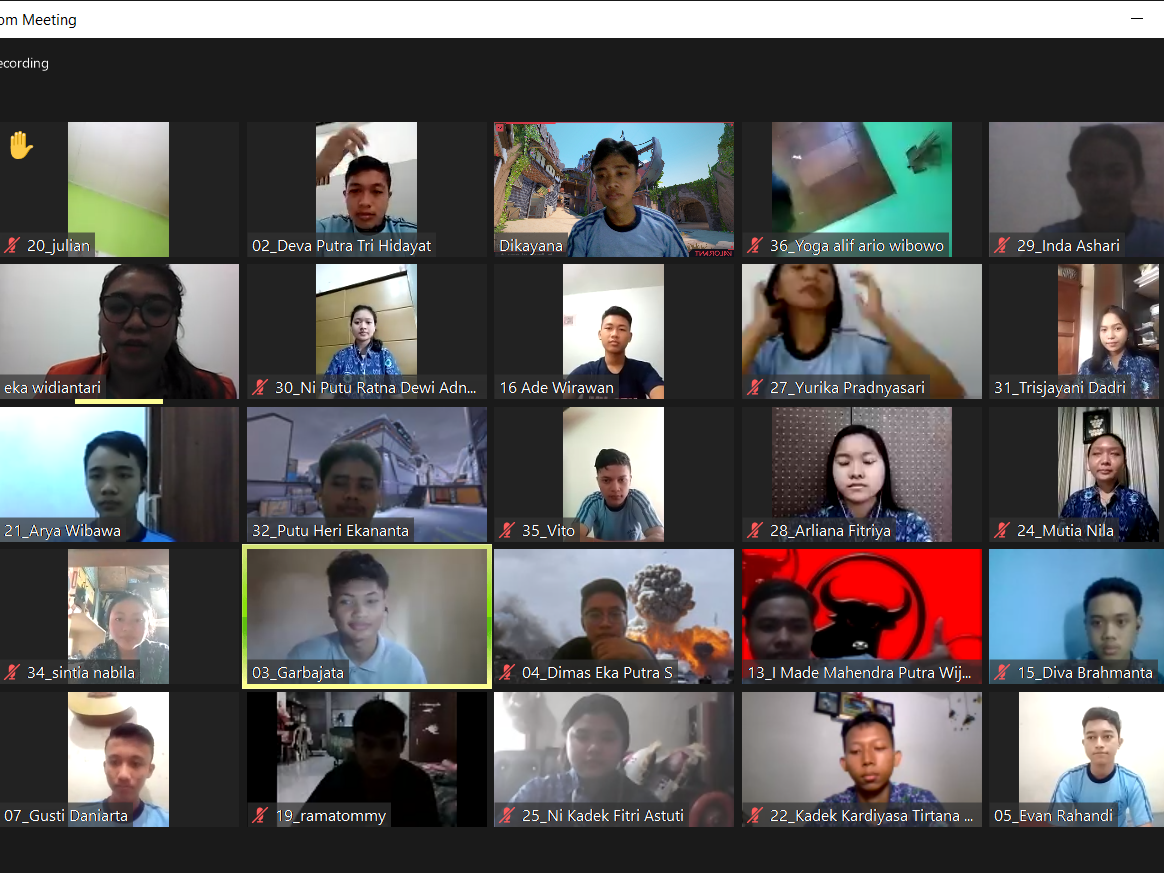 om Meeting
ecording
20_julian
02_Deva Putra Tri Hidayat
Dikayana
VALORANT
36_Yoga alif ario wibowo
29_Inda Ashari
eka widiantari
30_Ni Putu Ratna Dewi Adn...
16 Ade Wirawan
27_Yurika Pradnyasari
31_Trisjayani Dadri
21_Arya Wibawa
32_Putu Heri Ekananta
35_Vito
28_Arliana Fitriya
24_Mutia Nila
34_sintia nabila
03_Garbajata
04_Dimas Eka Putra S
13_I Made Mahendra Putra Wij...
15_Diva Brahmanta
07_Gusti Daniarta
19_ramatommy
25_Ni Kadek Fitri Astuti
22_Kadek Kardiyasa Tirtana ...
05_Evan Rahandi